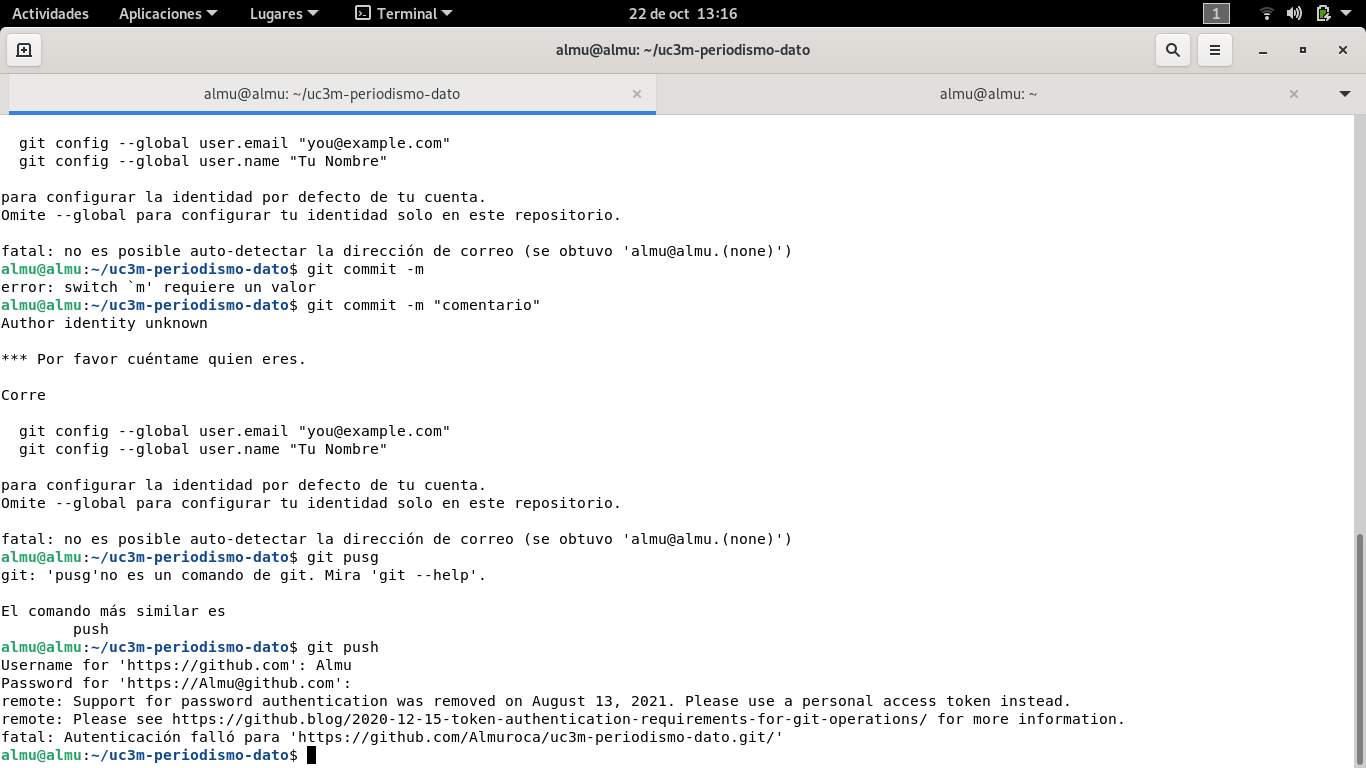 Actividades Aplicaciones Lugares Terminal 22 de oct 13:16 1
almu@almu: ~/uc3m-periodismo-dato
almu@almu: ~/uc3m-periodismo-dato almu@almu: ~
git config --global user.email "you@example.com"
git config --global user.name "Tu Nombre"
para configurar la identidad por defecto de tu cuenta.
Omite --global para configurar tu identidad solo en este repositorio.
fatal: no es posible auto-detectar la dirección de correo (se obtuvo 'almu@almu.(none)')
almu@almu:~/uc3m-periodismo-dato$ git commit -m
error: switch `m' requiere un valor
almu@almu:~/uc3m-periodismo-dato$ git commit -m "comentario"
Author identity unknown
*** Por favor cuéntame quien eres.
Corre
git config --global user.email "you@example.com"
git config --global user.name "Tu Nombre"
para configurar la identidad por defecto de tu cuenta.
Omite --global para configurar tu identidad solo en este repositorio.
fatal: no es posible auto-detectar la dirección de correo (se obtuvo 'almu@almu.(none)')
almu@almu:~/uc3m-periodismo-dato$ git pusg
git: 'pusg'no es un comando de git. Mira 'git --help'.
El comando más similar es
push
almu@almu:~/uc3m-periodismo-dato$ git push
Username for 'https://github.com': Almu
Password for 'https://Almu@github.com':
remote: Support for password authentication was removed on August 13, 2021. Please use a personal access token instead.
remote: Please see https://github.blog/2020-12-15-token-authentication-requirements-for-git-operations/ for more information.
fatal: Autenticación falló para 'https://github.com/Almuroca/uc3m-periodismo-dato.git/'
almu@almu:~/uc3m-periodismo-dato$